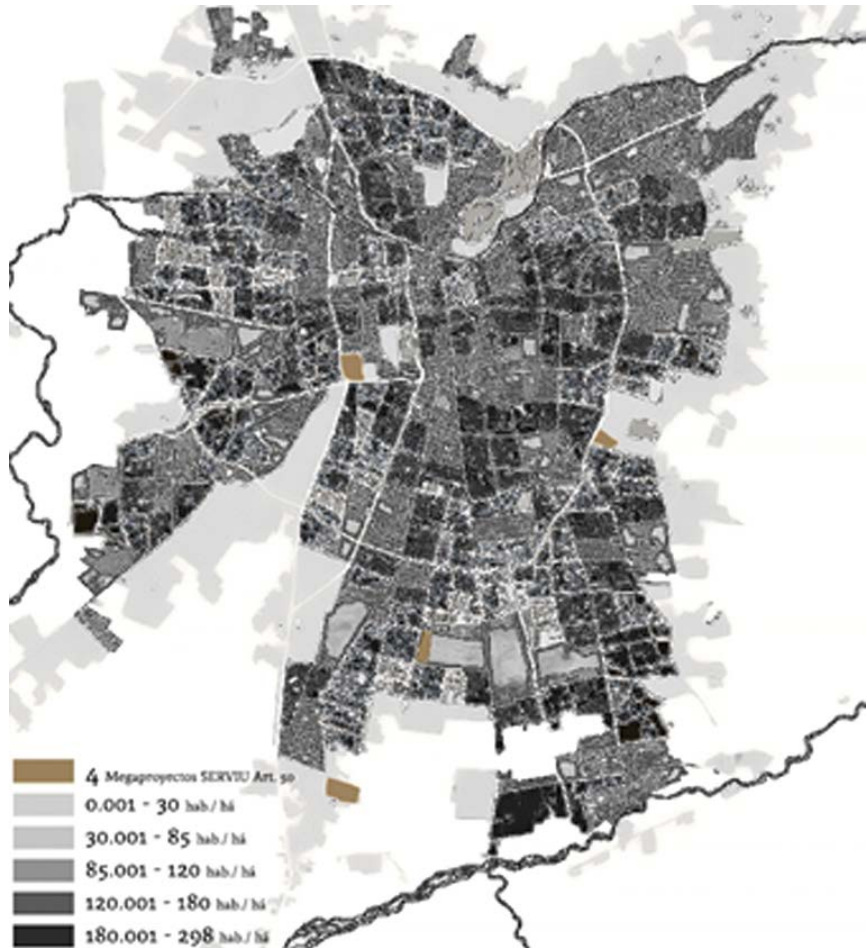 4 Megaproyectos SERVIU Art. 50
0.001 - 30 hab./ há
30.001 - 85 hab./ há
85.001 - 120 hab./ há
120.001 - 180 hab./ há
180.001 - 298 hab./ há